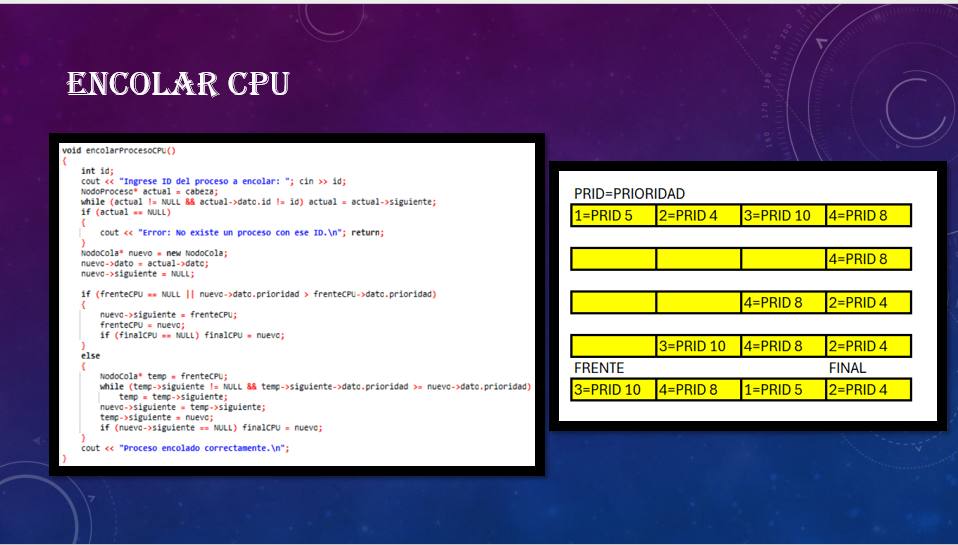 ENCOLAR CPU
void encolarProcesoCPU()
{
int id;
cout << "Ingrese ID del proceso a encolar: "; cin >> id;
NodoProceso* actual = cabeza;
while (actual != NULL && actual->dato.id != id) actual = actual->siguiente;
if (actual == NULL)
{
cout << "Error: No existe un proceso con ese ID.\n"; return;
}
NodoCola* nuevo = new NodoCola;
nuevo->dato = actual->dato;
nuevo->siguiente = NULL;
if (frenteCPU == NULL || nuevo->dato.prioridad > frenteCPU->dato.prioridad)
{
nuevo->siguiente = frenteCPU;
frenteCPU = nuevo;
if (finalCPU == NULL) finalCPU = nuevo;
}
else
{
NodoCola* temp = frenteCPU;
while (temp->siguiente != NULL && temp->siguiente->dato.prioridad >= nuevo->dato.prioridad)
temp = temp->siguiente;
nuevo->siguiente = temp->siguiente;
temp->siguiente = nuevo;
if (nuevo->siguiente == NULL) finalCPU = nuevo;
}
cout << "Proceso encolado correctamente.\n";
}
PRID=PRIORIDAD
1=PRID 5 2=PRID 4 3=PRID 10 4=PRID 8
4=PRID 8
4=PRID 8 2=PRID 4
3=PRID 10 4=PRID 8 2=PRID 4
FRENTE FINAL
3=PRID 10 4=PRID 8 1=PRID 5 2=PRID 4